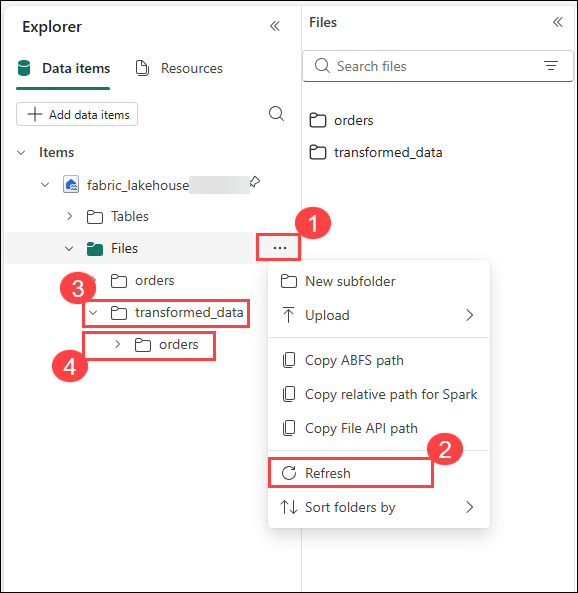 Explorer
Data items
Resources
Add data items
Items
fabric_lakehouse
Tables
Files
1
orders
3
transformed_data
4
orders
New subfolder
Upload
Copy ABFS path
Copy relative path for Spark
Copy File API path
2
Refresh
Sort folders by
Files
Search files
orders
transformed_data